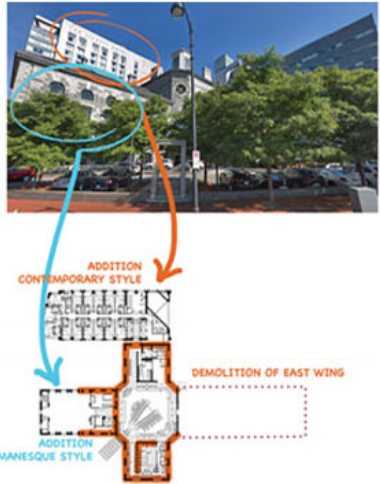 ADDITION
CONTEMPORARY STYLE
DEMOLITION OF EAST WING
ADDITION
MANESQUE STYLE